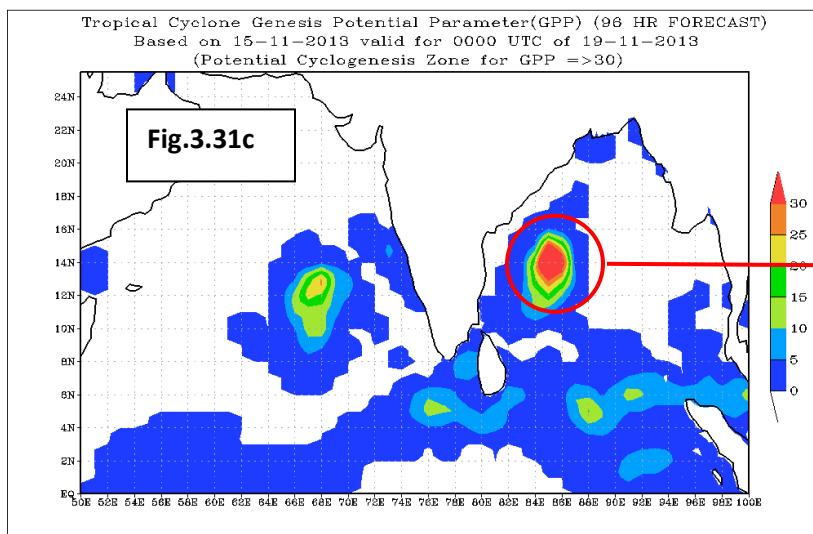 Tropical Cyclone Genesis Potential Parameter(GPP) (96 HR FORECAST)
Based on 15-11-2013 valid for 0000 UTC of 19-11-2013
(Potential Cyclogenesis Zone for GPP =>30)
Fig.3.31c
24N
22N
20N
18N
16N
14N
12N
10N
8N
6N
4N
2N
EQ
50E 52E 54E 56E 58E 60E 62E 64E 66E 68E 70E 72E 74E 76E 78E 80E 82E 84E 86E 88E 90E 92E 94E 96E 98E 100E
30
25
20
15
10
5
0